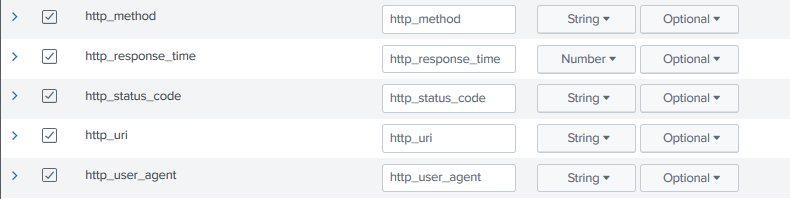 http_method http_method String Optional
http_response_time http_response_time Number Optional
http_status_code http_status_code String Optional
http_uri http_uri String Optional
http_user_agent http_user_agent String Optional